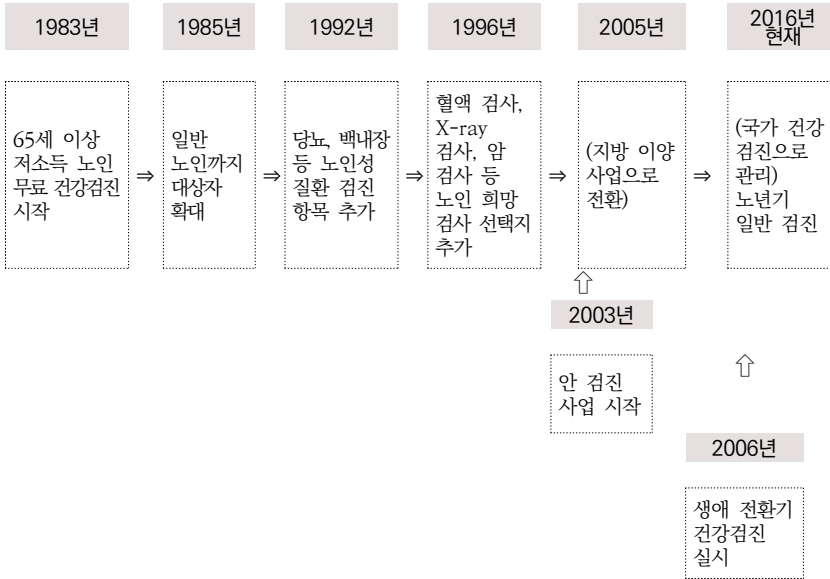 1983년
1985년
1992년
1996년
2005년
2016년
현재
65세 이상
저소득 노인
무료 건강검진
시작
⇒
일반
노인까지
대상자
확대
⇒
당뇨, 백내장
등 노인성
질환 검진
항목 추가
⇒
혈액 검사,
X-ray
검사, 암
검사 등
노인 희망
검사 선택지
추가
⇒
(지방 이양
사업으로
전환)
⇒
(국가 건강
검진으로
관리)
노년기
일반 검진
⇧
2003년
안 검진
사업 시작
⇧
2006년
생애 전환기
건강검진
실시